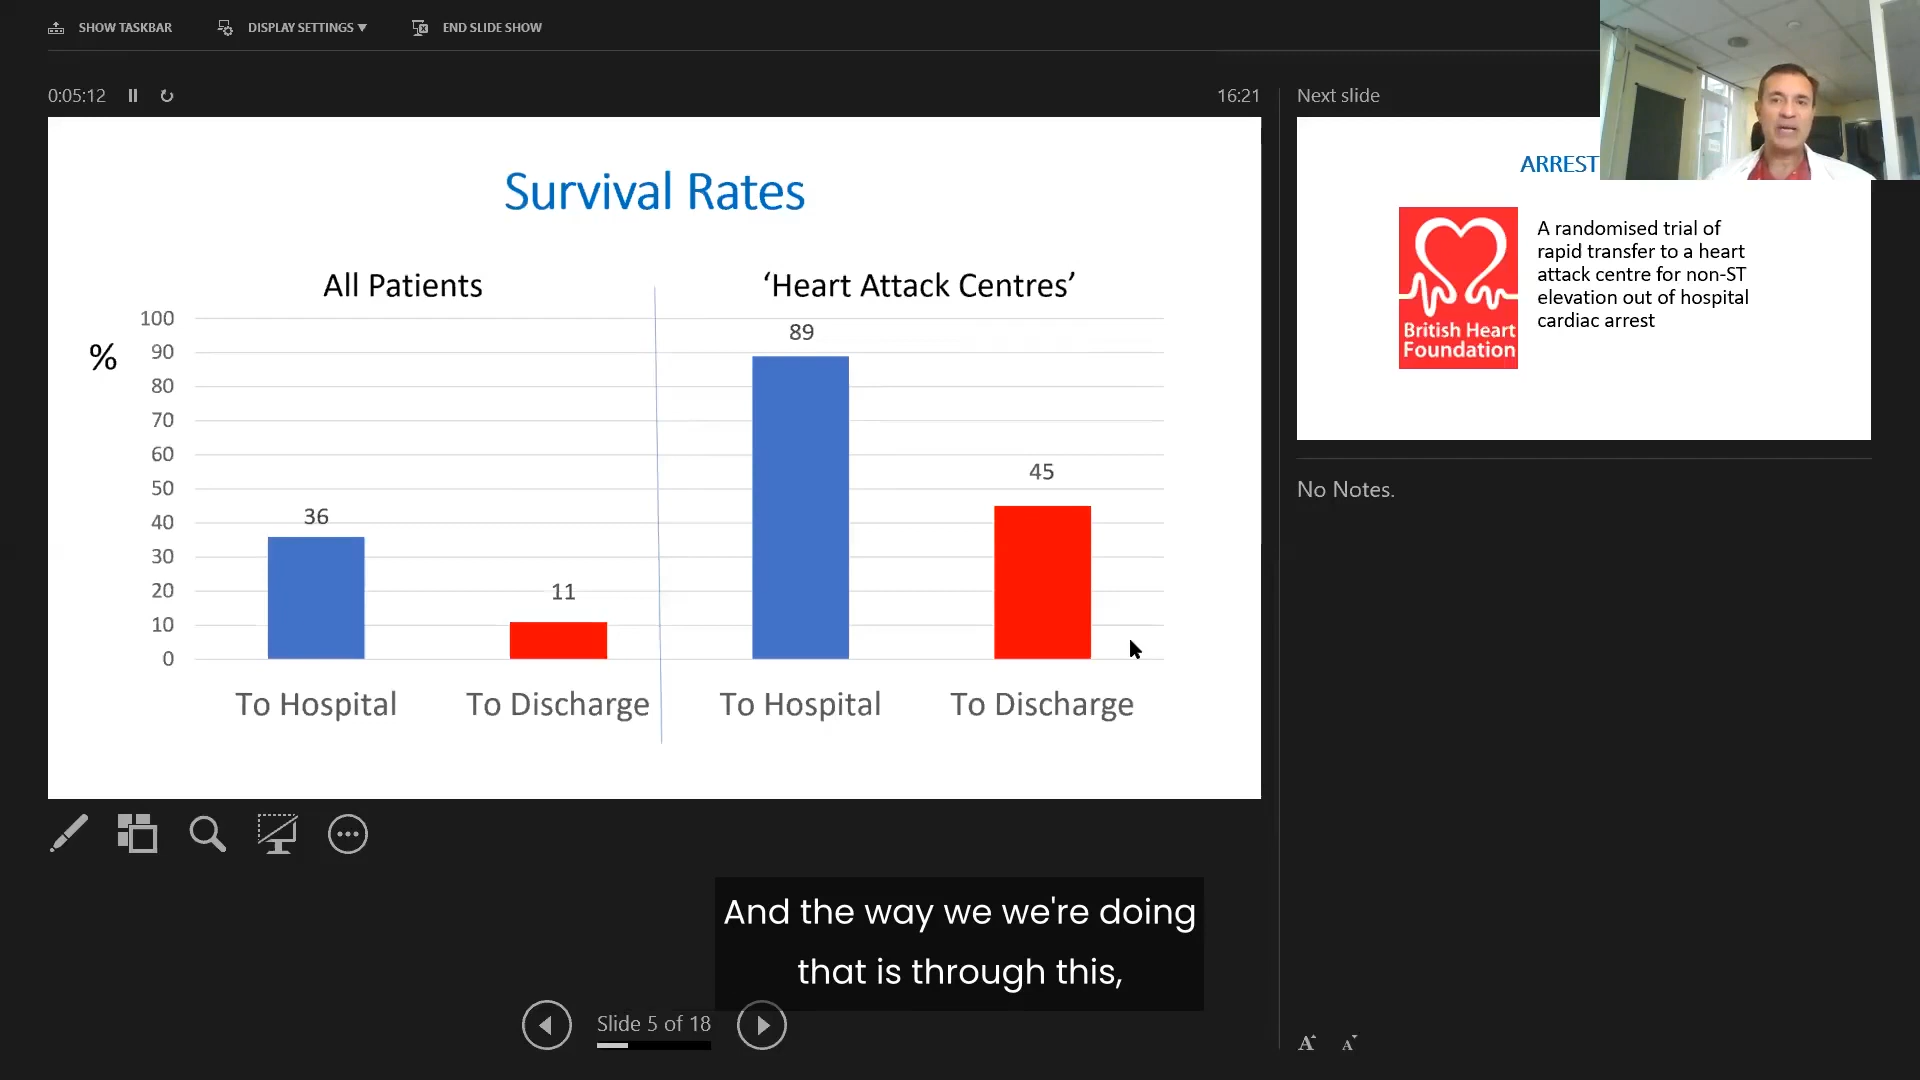 SHOW TASKBAR
DISPLAY SETTINGS ▼
END SLIDE SHOW
0:05:12
16:21
Next slide
Survival Rates
All Patients
‘Heart Attack Centres’
%
100
90
80
70
60
50
40
30
20
10
0
36
11
89
45
To Hospital
To Discharge
To Hospital
To Discharge
ARREST
British Heart
Foundation
A randomised trial of
rapid transfer to a heart
attack centre for non-ST
elevation out of hospital
cardiac arrest
No Notes.
And the way we we're doing
that is through this,
Slide 5 of 18
A A